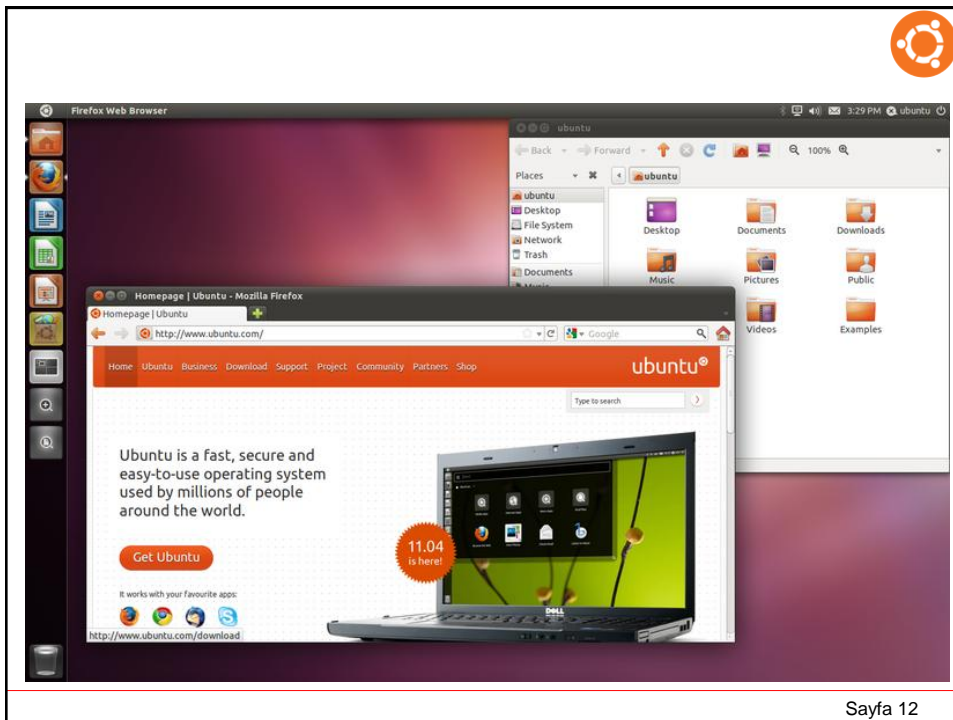 Firefox Web Browser
3:29 PM ubuntu
ubuntu
Back Forward 100%
Places ubuntu
ubuntu
Desktop
File System
Network
Trash
Documents
Desktop Documents Downloads
Music Pictures Public
Videos Examples
Homepage | Ubuntu - Mozilla Firefox
Homepage | Ubuntu
http://www.ubuntu.com/ Google
Home Ubuntu Business Download Support Project Community Partners Shop
ubuntu
Type to search
Ubuntu is a fast, secure and
easy-to-use operating system
used by millions of people
around the world.
11.04
is here!
Get Ubuntu
It works with your favourite apps:
DELL
http://www.ubuntu.com/download
Sayfa 12